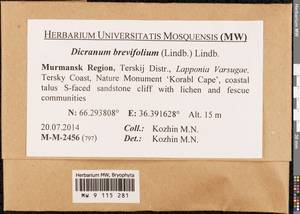 HERBARIUM UNIVERSITATIS MOSQUENSIS (MW)
Dicranum brevifolium (Lindb.) Lindb.
Murmansk Region, Terskij Distr., Lapponia Varsugae,
Tersky Coast, Nature Monument ‘Korabl Cape’, coastal
talus S-faced sandstone cliff with lichen and fescue
communities
N: 66.293808° E: 36.391628° Alt. 15 m
20.07.2014 Coll.: Kozhin M.N.
M-M-2456 (797) Det.: Kozhin M.N.
Herbarium MW, Bryophyta
MW 9 115 281